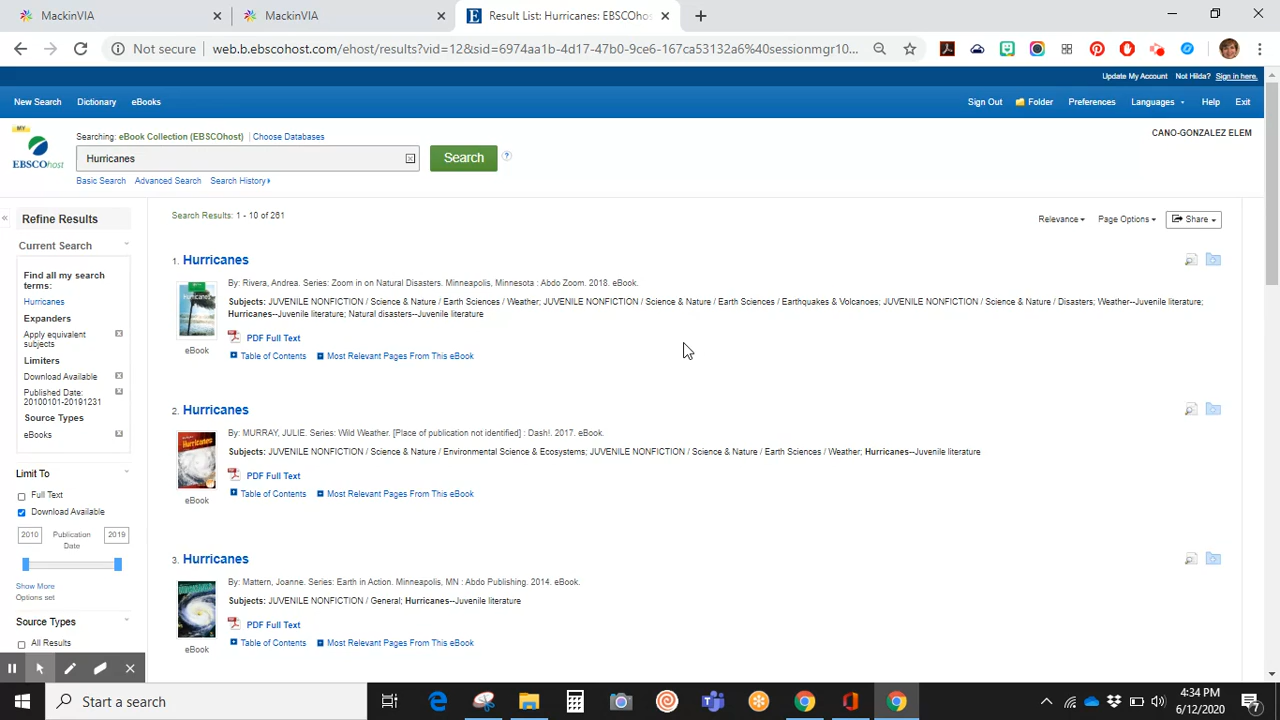 MackinVIA
MackinVIA
Result List: Hurricanes: EBSCOhos
Not secure
web.b.ebscohost.com/ehost/results?vid=12&sid=6974aa1b-4d17-47b0-9ce6-167ca53132a6%40sessionmgr10...
Update My Account Not Hilda? Sign in here.
New Search Dictionary eBooks
Sign Out Folder Preferences Languages Help Exit
MY
EBSCOhost
Searching: eBook Collection (EBSCOhost) Choose Databases
CANO-GONZALEZ ELEM
Hurricanes
Search
Basic Search Advanced Search Search History
Refine Results
Current Search
Find all my search
terms:
Hurricanes
Expanders
Apply equivalent
subjects
Limiters
Download Available
Published Date:
20100101-20191231
Source Types
eBooks
Limit To
Full Text
Download Available
2010 Publication Date 2019
Show More
Options set
Source Types
All Results
Search Results: 1 - 10 of 261
Relevance Page Options Share
1. Hurricanes
By: Rivera, Andrea. Series: Zoom in on Natural Disasters. Minneapolis, Minnesota : Abdo Zoom. 2018. eBook.
Subjects: JUVENILE NONFICTION / Science & Nature / Earth Sciences / Weather; JUVENILE NONFICTION / Science & Nature / Earth Sciences / Earthquakes & Volcanoes; JUVENILE NONFICTION / Science & Nature / Disasters; Weather--Juvenile literature;
Hurricanes--Juvenile literature; Natural disasters--Juvenile literature
PDF Full Text
eBook
Table of Contents Most Relevant Pages From This eBook
2. Hurricanes
By: MURRAY, JULIE. Series: Wild Weather. [Place of publication not identified] : Dash!. 2017. eBook.
Subjects: JUVENILE NONFICTION / Science & Nature / Environmental Science & Ecosystems; JUVENILE NONFICTION / Science & Nature / Earth Sciences / Weather; Hurricanes--Juvenile literature
PDF Full Text
Table of Contents Most Relevant Pages From This eBook
eBook
3. Hurricanes
By: Mattern, Joanne. Series: Earth in Action. Minneapolis, MN : Abdo Publishing. 2014. eBook.
Subjects: JUVENILE NONFICTION / General; Hurricanes--Juvenile literature
PDF Full Text
Table of Contents Most Relevant Pages From This eBook
eBook
Start a search
4:34 PM
6/12/2020